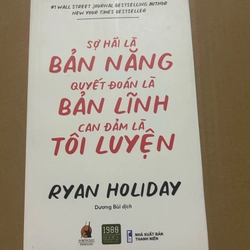 #1 WALL STREET JOURNAL BESTSELLING AUTHOR
NEW YOUR TIMES BESTSELLER
SỢ HÃI LÀ
BẢN NĂNG
QUYẾT ĐOÁN LÀ
BẢN LĨNH
CAN ĐẢM LÀ
TÔI LUYỆN
RYAN HOLIDAY
Dương Bùi dịch
1980
BOOKS
NHÀ XUẤT BẢN
THANH NIÊN